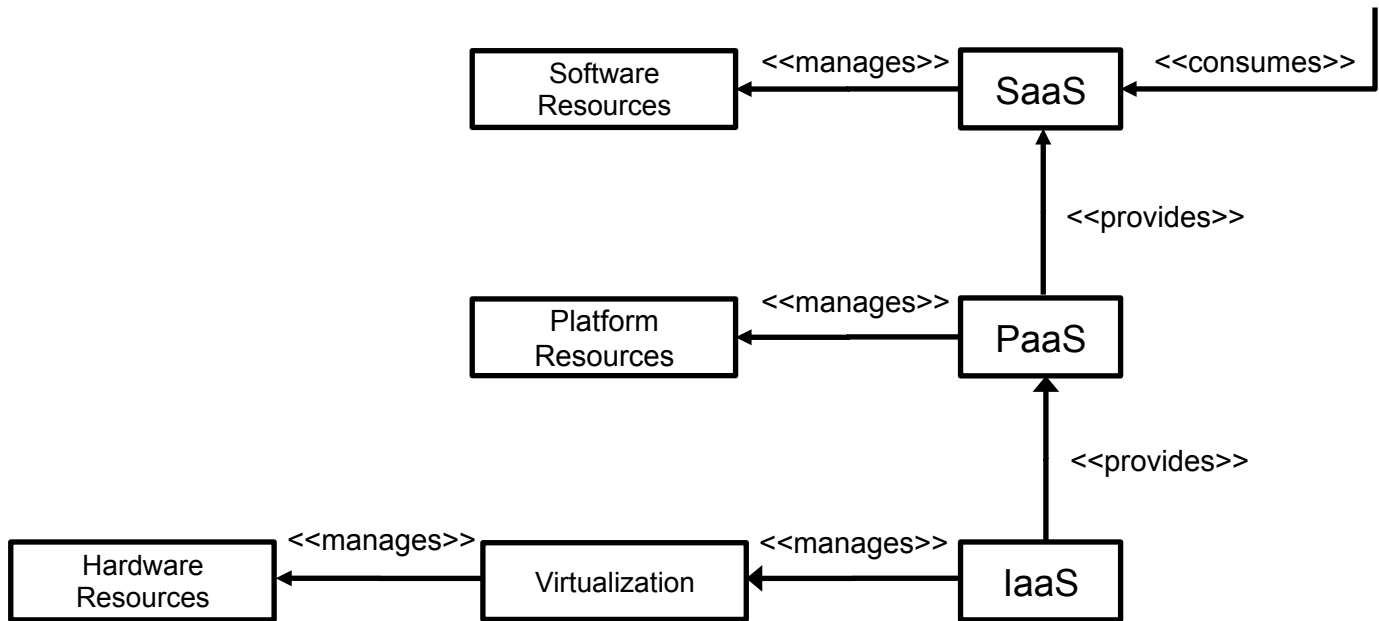 <<manages>>
<<consumes>>
Software
Resources
SaaS
<<provides>>
<<manages>>
Platform
Resources
PaaS
<<provides>>
<<manages>>
<<manages>>
Hardware
Resources
Virtualization
IaaS